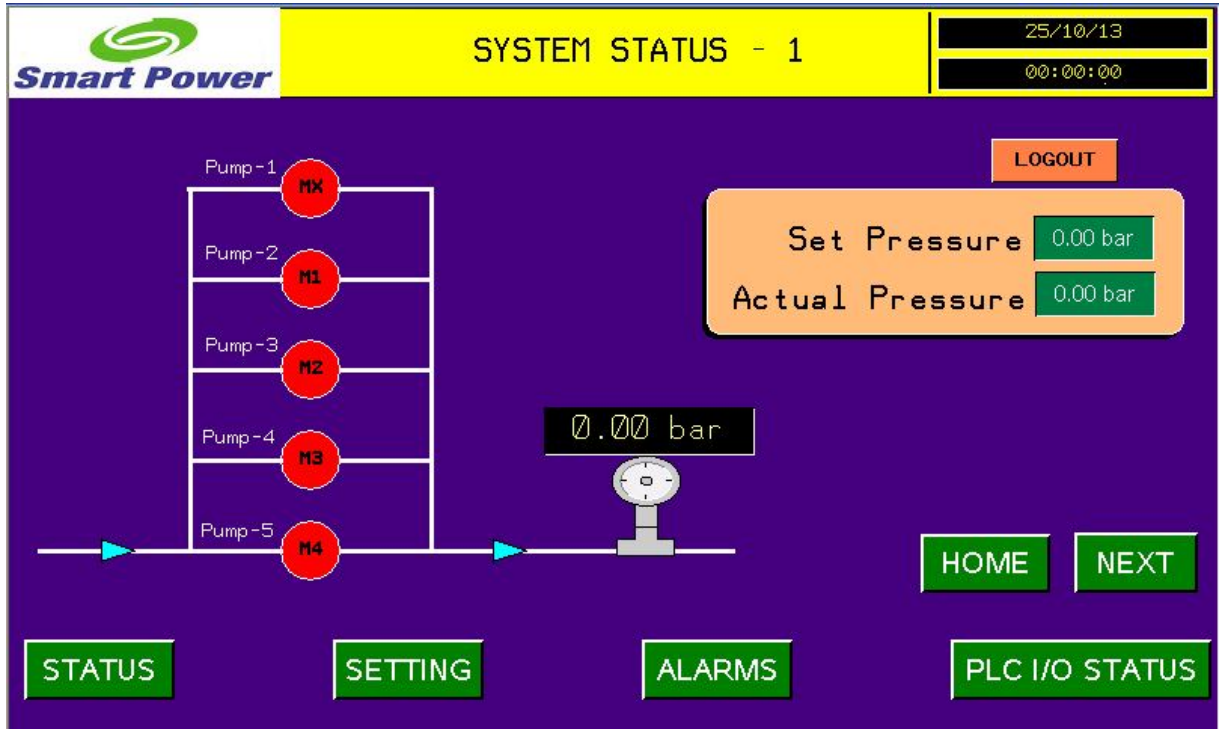 Smart Power
SYSTEM STATUS - 1
25/10/13
00:00:00
LOGOUT
Pump-1
MX
Set Pressure 0.00 bar
Pump-2
M1
Actual Pressure 0.00 bar
Pump-3
M2
0.00 bar
Pump-4
M3
Pump-5
M4
HOME
NEXT
STATUS
SETTING
ALARMS
PLC I/O STATUS